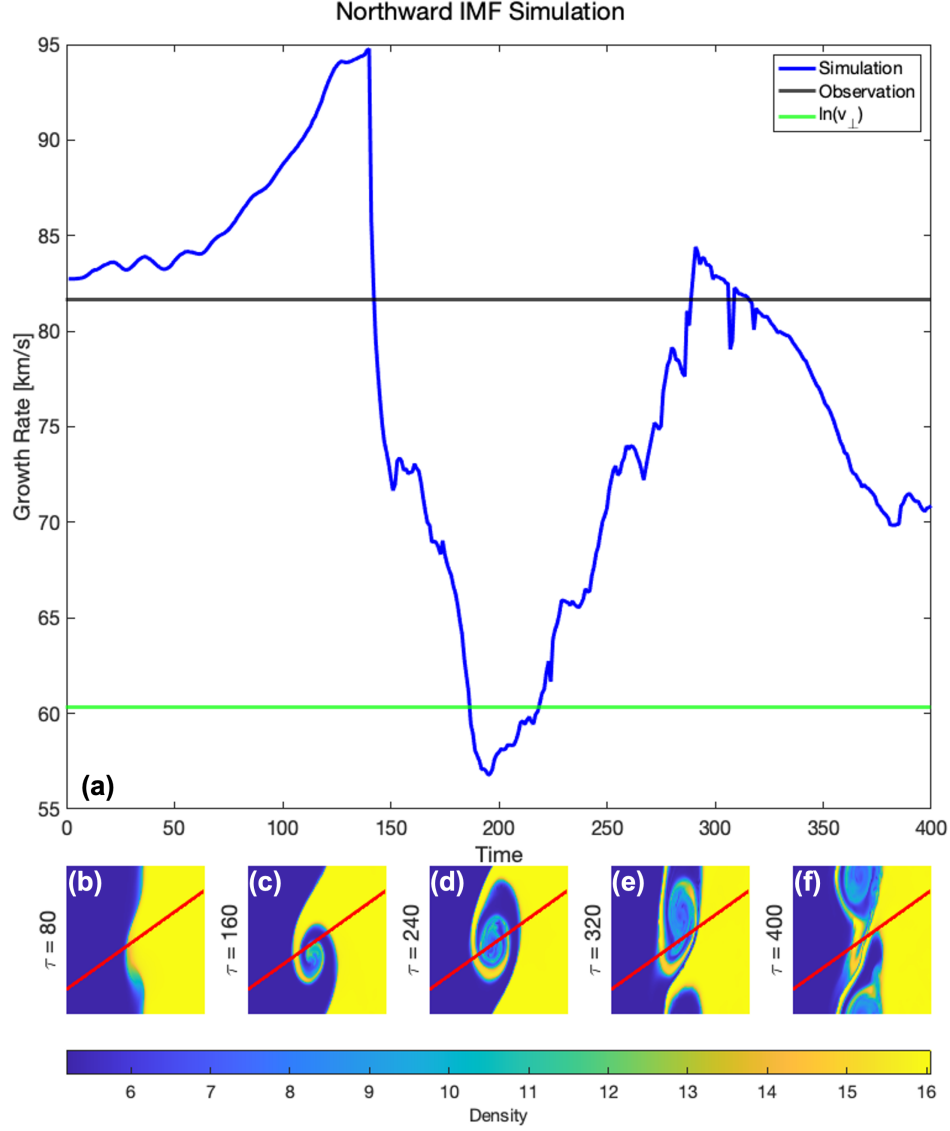 Northward IMF Simulation
95
90
85
80
75
70
65
60
55
Growth Rate [km/s]
Simulation
Observation
ln(v⊥)
(a)
0 50 100 150 200 250 300 350 400
Time
(b) (c) (d) (e) (f)
τ = 80
τ = 160
τ = 240
τ = 320
τ = 400
6 7 8 9 10 11 12 13 14 15 16
Density